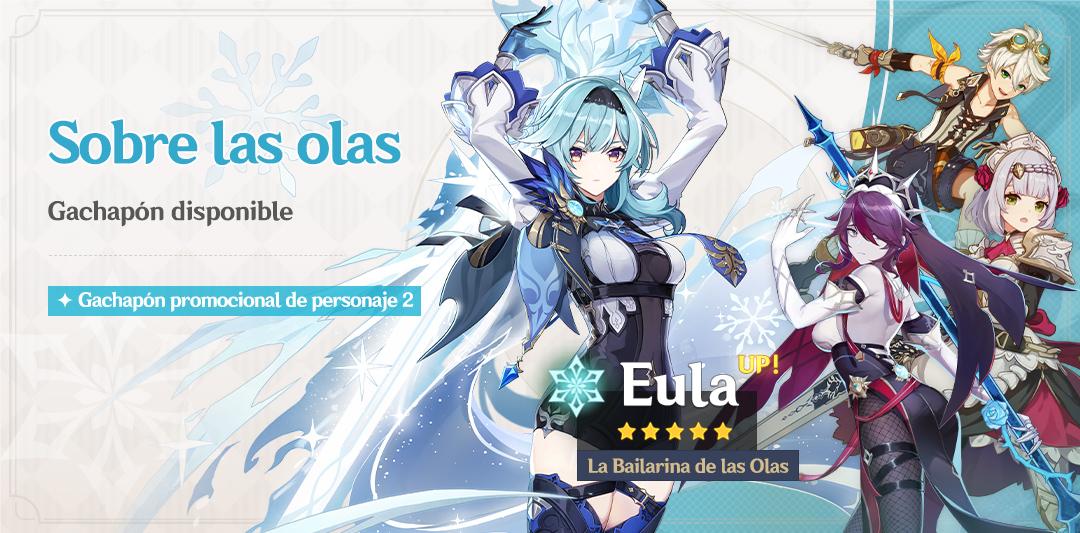 Sobre las olas
Gachapón disponible
✦ Gachapón promocional de personaje 2
UP!
Eula
La Bailarina de las Olas